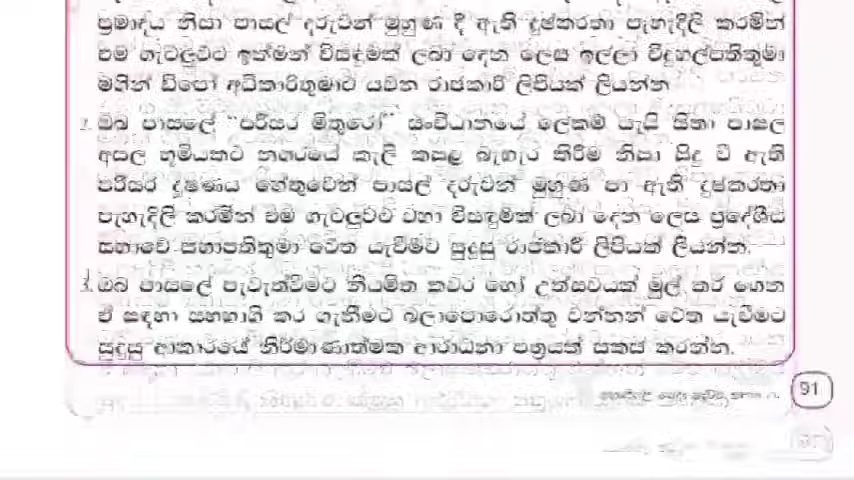 ප්‍රමාදය නිසා පාසල් දරුවන් මුහුණ දී ඇති දුෂ්කරතා පැහැදිලි කරමින්
එම ගැටලුවට ඉක්මන් විසඳුමක් ලබා දෙන ලෙස ඉල්ලා විදුහල්පතිතුමා
මගින් ඩිපෝ අධිකාරිතුමාට යවන රාජකාරි ලිපියක් ලියන්න
2. ඔබ පාසලේ "පරිසර මිතුරෝ" සංවිධානයේ ලේකම් යැයි සිතා පාසල
අසල භූමියකට නගරයේ කැලි කසළ බැහැර කිරීම නිසා සිදු වී ඇති
පරිසර දූෂණය හේතුවෙන් පාසල් දරුවන් මුහුණ පා ඇති දුෂ්කරතා
පැහැදිලි කරමින් එම ගැටලුවට වහා විසඳුමක් ලබා දෙන ලෙස ප්‍රාදේශීය
සභාවේ සභාපතිතුමා වෙත යැවීමට සුදුසු රාජකාරි ලිපියක් ලියන්න.
3. ඔබ පාසලේ පැවැත්වීමට නියමිත කවර හෝ උත්සවයක් මුල් කර ගෙන
ඒ සඳහා සහභාගි කර ගැනීමට බලාපොරොත්තු වන්නන් වෙත යැවීමට
සුදුසු ආකාරයේ නිර්මාණාත්මක ආරාධනා පත්‍රයක් සකස් කරන්න.
91